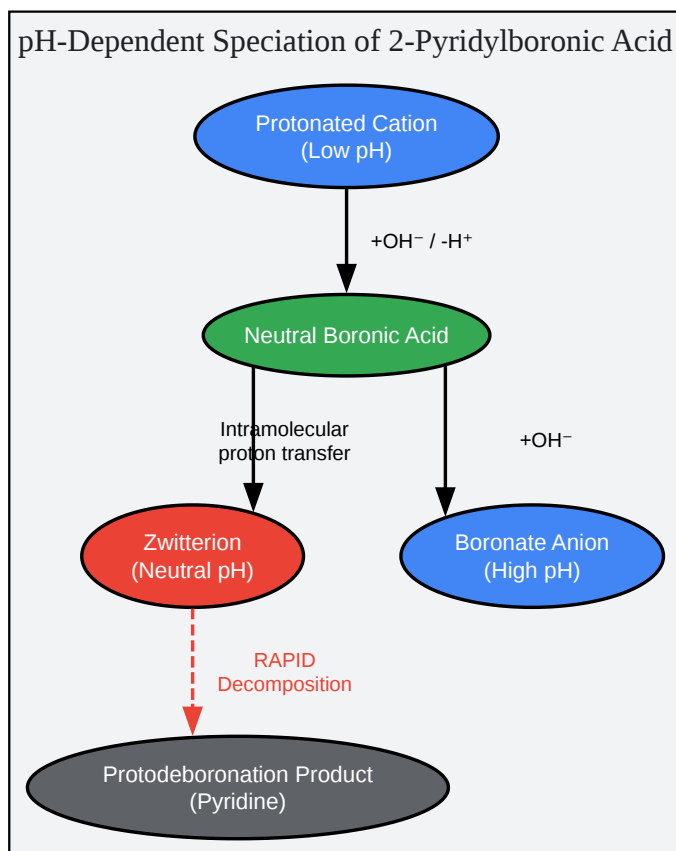 pH-Dependent Speciation of 2-Pyridylboronic Acid
Protonated Cation
(Low pH)
+OH⁻ / -H⁺
Neutral Boronic Acid
Intramolecular
proton transfer
+OH⁻
Zwitterion
(Neutral pH)
Boronate Anion
(High pH)
RAPID
Decomposition
Protodeboronation Product
(Pyridine)